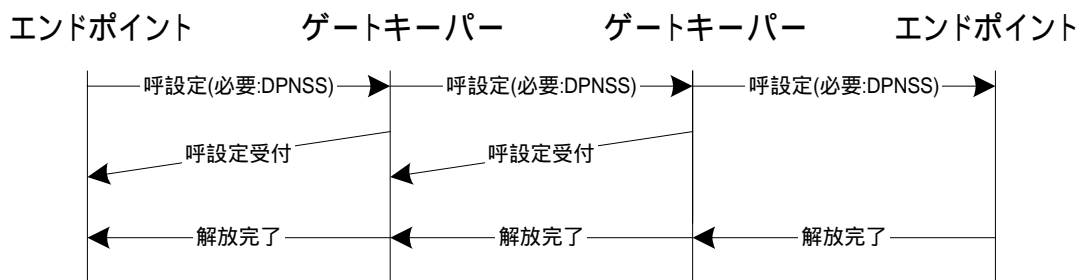 エンドポイント ゲートキーパー ゲートキーパー エンドポイント
呼設定(必要:DPNSS) 呼設定(必要:DPNSS) 呼設定(必要:DPNSS)
呼設定受付 呼設定受付
解放完了 解放完了 解放完了